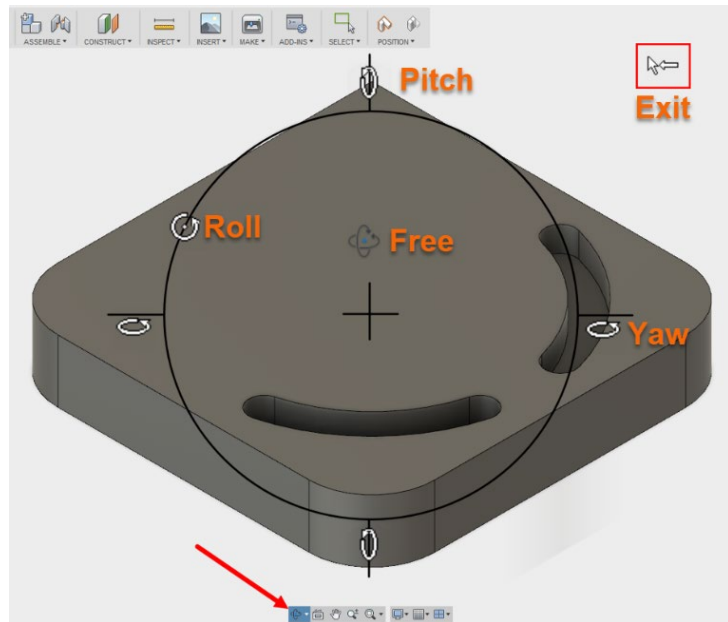 ASSEMBLE ▾ CONSTRUCT ▾ INSPECT ▾ INSERT ▾ MAKE ▾ ADD-INS ▾ SELECT ▾ POSITION ▾
Pitch
Exit
Roll
Free
Yaw